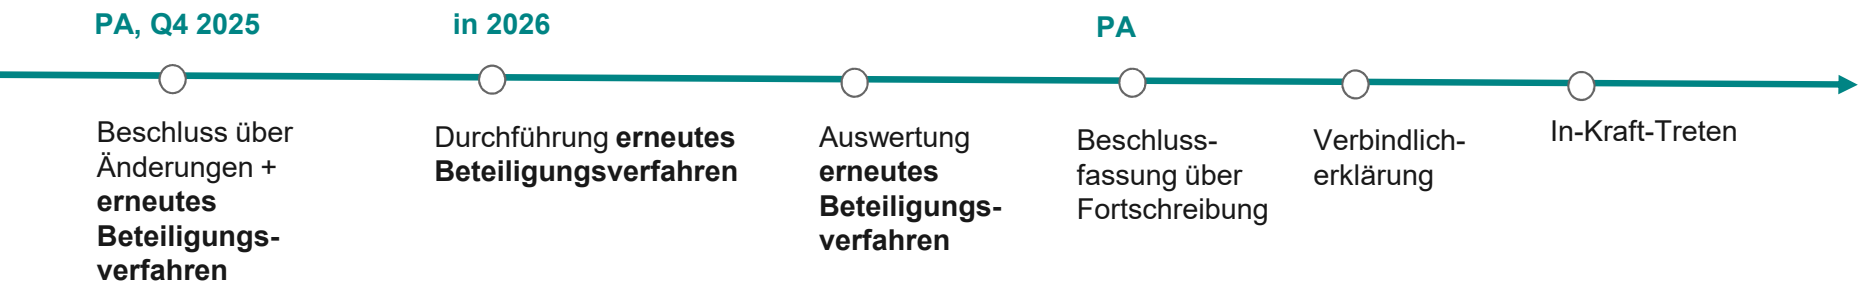 PA, Q4 2025
in 2026
PA
Beschluss über
Änderungen +
erneutes
Beteiligungs-
verfahren
Durchführung erneutes
Beteiligungsverfahren
Auswertung
erneutes
Beteiligungs-
verfahren
Beschluss-
fassung über
Fortschreibung
Verbindlich-
erklärung
In-Kraft-Treten